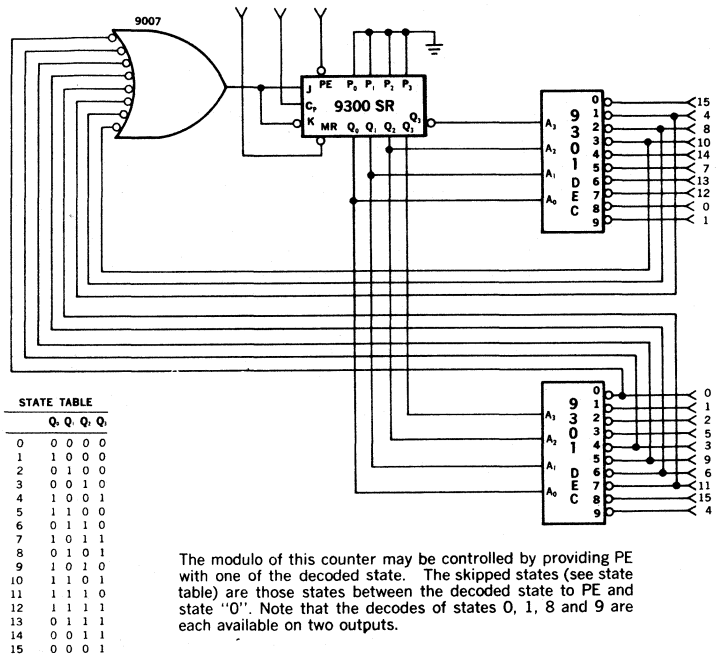 9007
J PE P₀ P₁ P₂ P₃
9300 SR
Cₚ
K MR Q₀ Q₁ Q₂ Q₃ Q₃
A₃ A₂ A₁ A₀
9301 DEC
0 15
1 4
2 8
3 10
4 14
5 7
6 13
7 12
8 0
9 1
A₃ A₂ A₁ A₀
9301 DEC
0 0
1 1
2 2
3 5
4 3
5 9
6 6
7 11
8 15
9 4
STATE TABLE
Q₀ Q₁ Q₂ Q₃
0 0 0 0 0
1 1 0 0 0
2 0 1 0 0
3 0 0 1 0
4 1 0 0 1
5 1 1 0 0
6 0 1 1 0
7 1 0 1 1
8 0 1 0 1
9 1 0 1 0
10 1 1 0 1
11 1 1 1 0
12 1 1 1 1
13 0 1 1 1
14 0 0 1 1
15 0 0 0 1
The modulo of this counter may be controlled by providing PE
with one of the decoded state. The skipped states (see state
table) are those states between the decoded state to PE and
state "0". Note that the decodes of states 0, 1, 8 and 9 are
each available on two outputs.